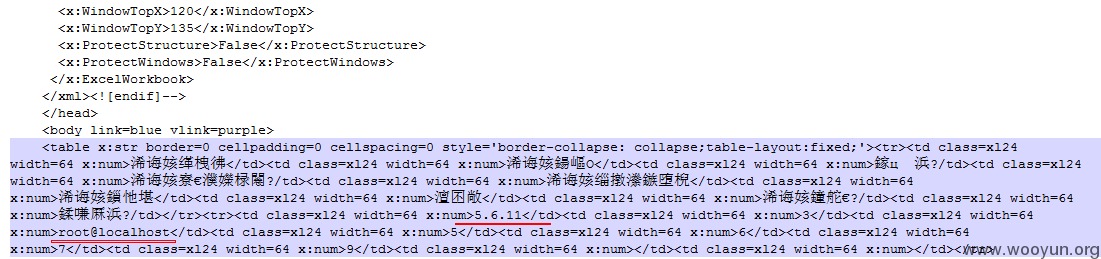 <x:WindowTopX>120</x:WindowTopX>
<x:WindowTopY>135</x:WindowTopY>
<x:ProtectStructure>False</x:ProtectStructure>
<x:ProtectWindows>False</x:ProtectWindows>
</x:ExcelWorkbook>
</xml><![endif]-->
</head>
<body link=blue vlink=purple>
<table x:str border=0 cellpadding=0 cellspacing=0 style='border-collapse: collapse;table-layout:fixed;'><tr><td class=xl24
width=64 x:num>浠诲姟缂栧彿</td><td class=xl24 width=64 x:num>浠诲姟鍚嶇О</td><td class=xl24 width=64 x:num>鎵ц 浜?/td><td
class=xl24 width=64 x:num>浠诲姟寮€濮嬫椂闂?/td><td class=xl24 width=64 x:num>浠诲姟缁撴潫鏃堕棿</td><td class=xl24 width=64
x:num>浠诲姟鎻忚堪</td><td class=xl24 width=64 x:num>澶囨敞</td><td class=xl24 width=64 x:num>浠诲姟鐘舵€?/td><td class=xl24 width=64
x:num></td></tr><tr><td class=xl24 width=64 x:num>5.6.11</td><td class=xl24 width=64 x:num>3</td><td class=xl24 width=64
x:num>root@localhost</td><td class=xl24 width=64 x:num>5</td><td class=xl24 width=64 x:num>6</td><td class=xl24 width=64
x:num>7</td><td class=xl24 width=64 x:num>9</td><td class=xl24 width=64 x:num></td><td class=xl24 width=64 x:num></td></tr>
www.wooyun.org